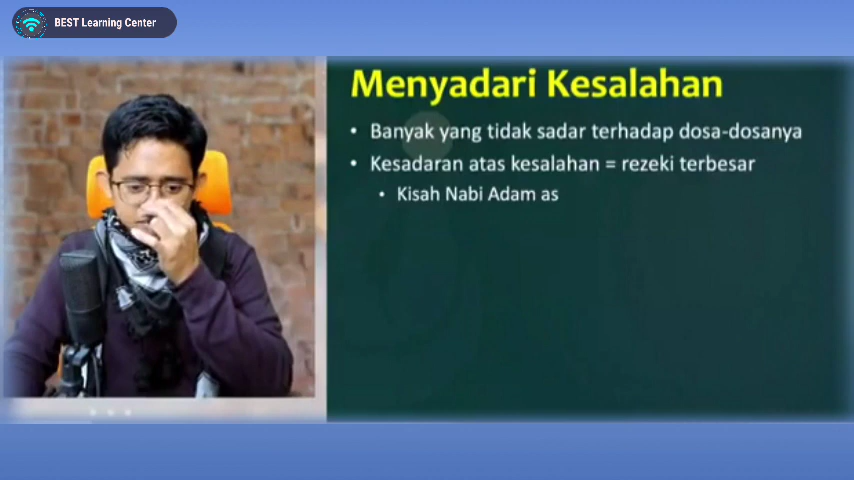 BEST Learning Center
Menyadari Kesalahan
• Banyak yang tidak sadar terhadap dosa-dosanya
• Kesadaran atas kesalahan = rezeki terbesar
• Kisah Nabi Adam as